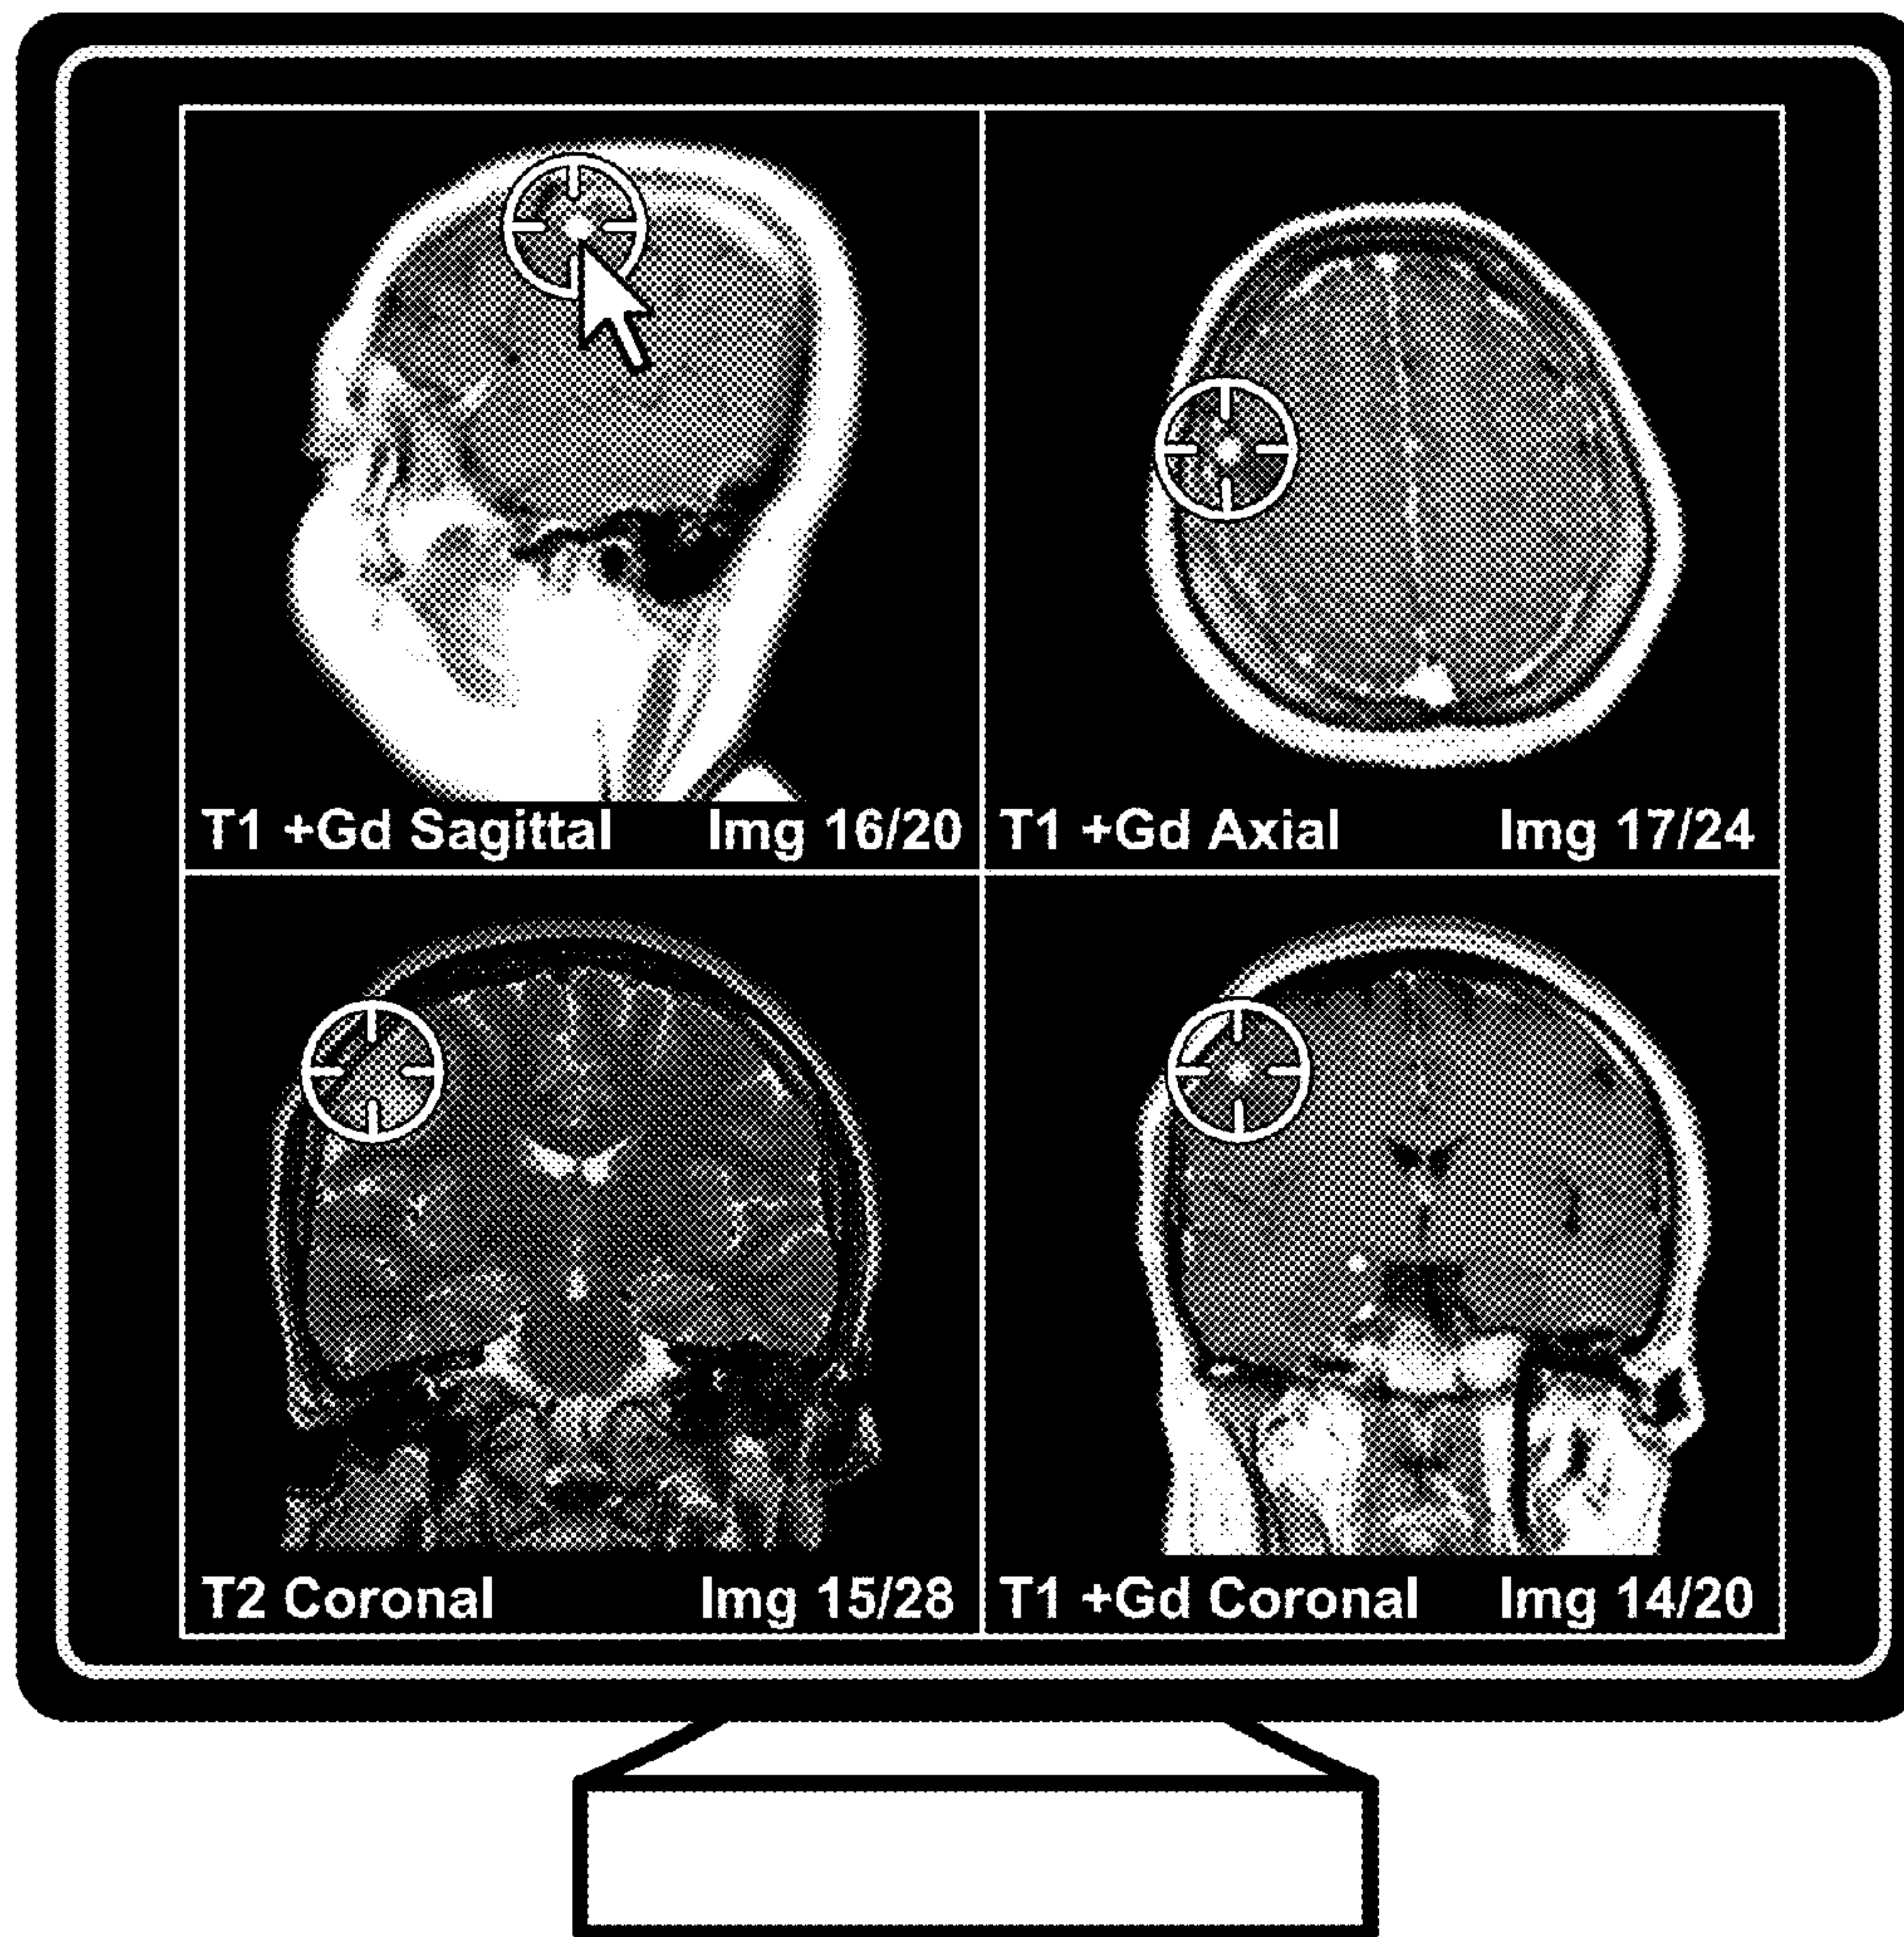 T1 +Gd Sagittal Img 16/20
T1 +Gd Axial Img 17/24
T2 Coronal Img 15/28
T1 +Gd Coronal Img 14/20